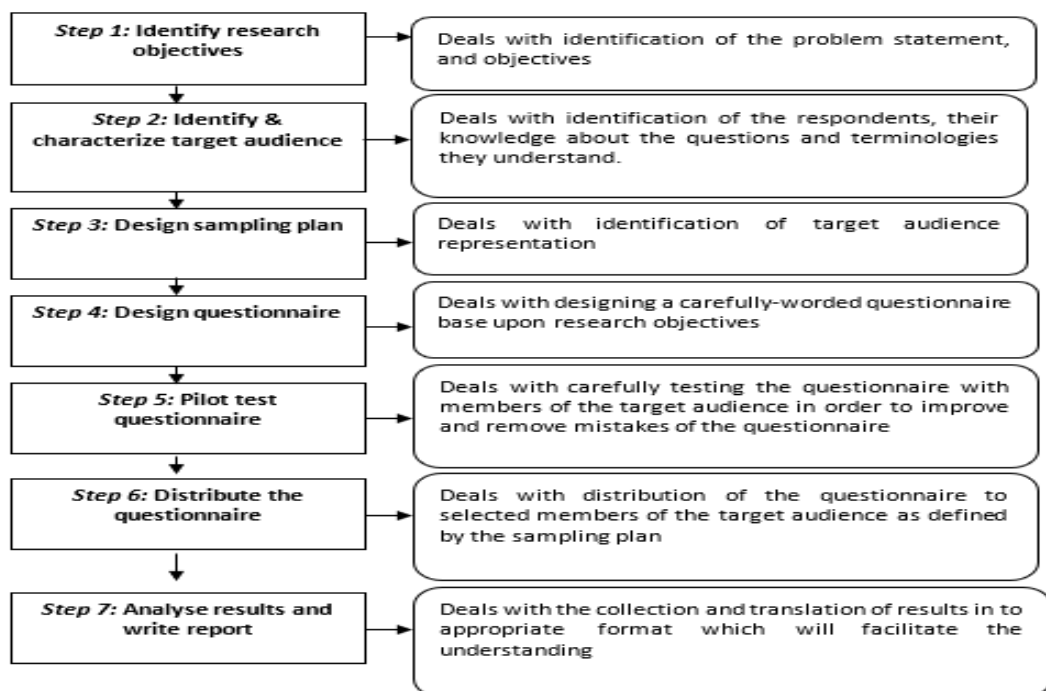 Step 1: Identify research
objectives
Deals with identification of the problem statement,
and objectives
Step 2: Identify &
characterize target audience
Deals with identification of the respondents, their
knowledge about the questions and terminologies
they understand.
Step 3: Design sampling plan
Deals with identification of target audience
representation
Step 4: Design questionnaire
Deals with designing a carefully-worded questionnaire
base upon research objectives
Step 5: Pilot test
questionnaire
Deals with carefully testing the questionnaire with
members of the target audience in order to improve
and remove mistakes of the questionnaire
Step 6: Distribute the
questionnaire
Deals with distribution of the questionnaire to
selected members of the target audience as defined
by the sampling plan
Step 7: Analyse results and
write report
Deals with the collection and translation of results in to
appropriate format which will facilitate the
understanding